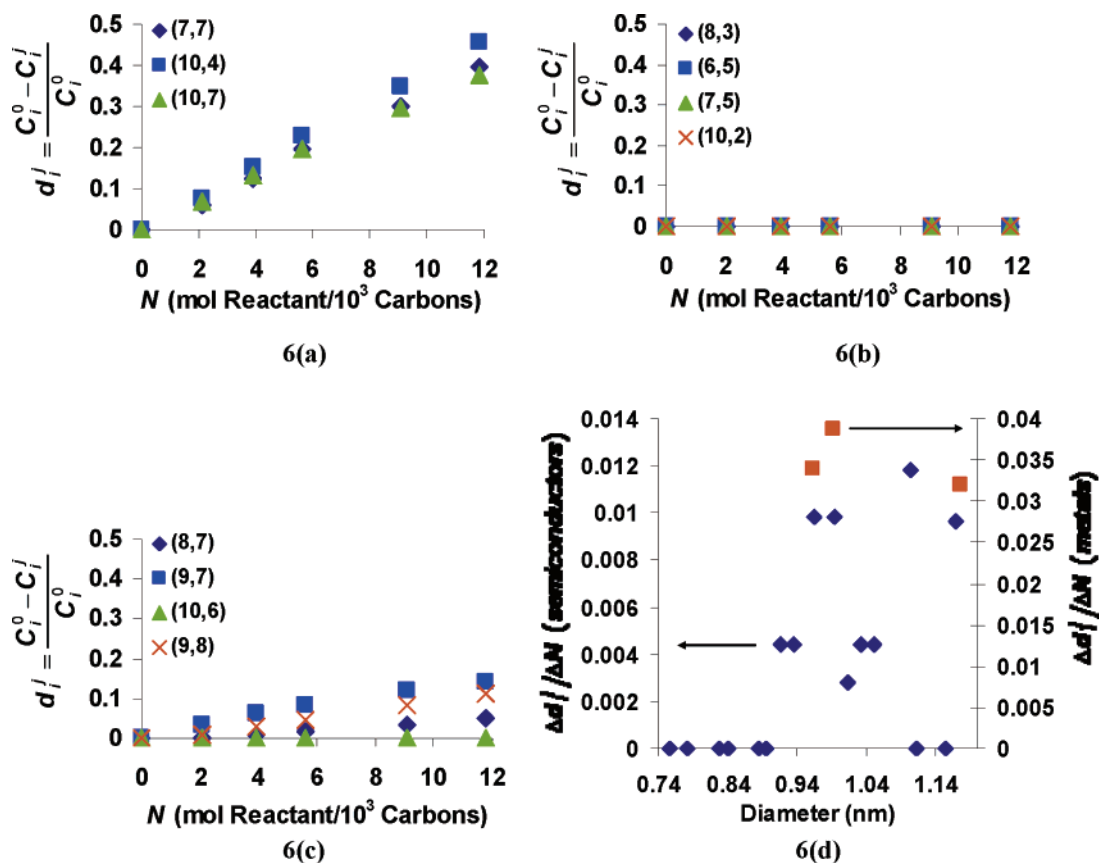 (7,7)
(10,4)
(10,7)
d_i^j = (C_i^0 − C_i^j) / C_i^0
0.5
0.4
0.3
0.2
0.1
0
0 2 4 6 8 10 12
N (mol Reactant/10³ Carbons)
6(a)
(8,3)
(6,5)
(7,5)
(10,2)
d_i^j = (C_i^0 − C_i^j) / C_i^0
0.5
0.4
0.3
0.2
0.1
0
0 2 4 6 8 10 12
N (mol Reactant/10³ Carbons)
6(b)
(8,7)
(9,7)
(10,6)
(9,8)
d_i^j = (C_i^0 − C_i^j) / C_i^0
0.5
0.4
0.3
0.2
0.1
0
0 2 4 6 8 10 12
N (mol Reactant/10³ Carbons)
6(c)
Δd_i^j/ΔN (semiconductors)
0.014
0.012
0.01
0.008
0.006
0.004
0.002
0
0.04
0.035
0.03
0.025
0.02
0.015
0.01
0.005
0
Δd_i^j/ΔN (metals)
0.74 0.84 0.94 1.04 1.14
Diameter (nm)
6(d)